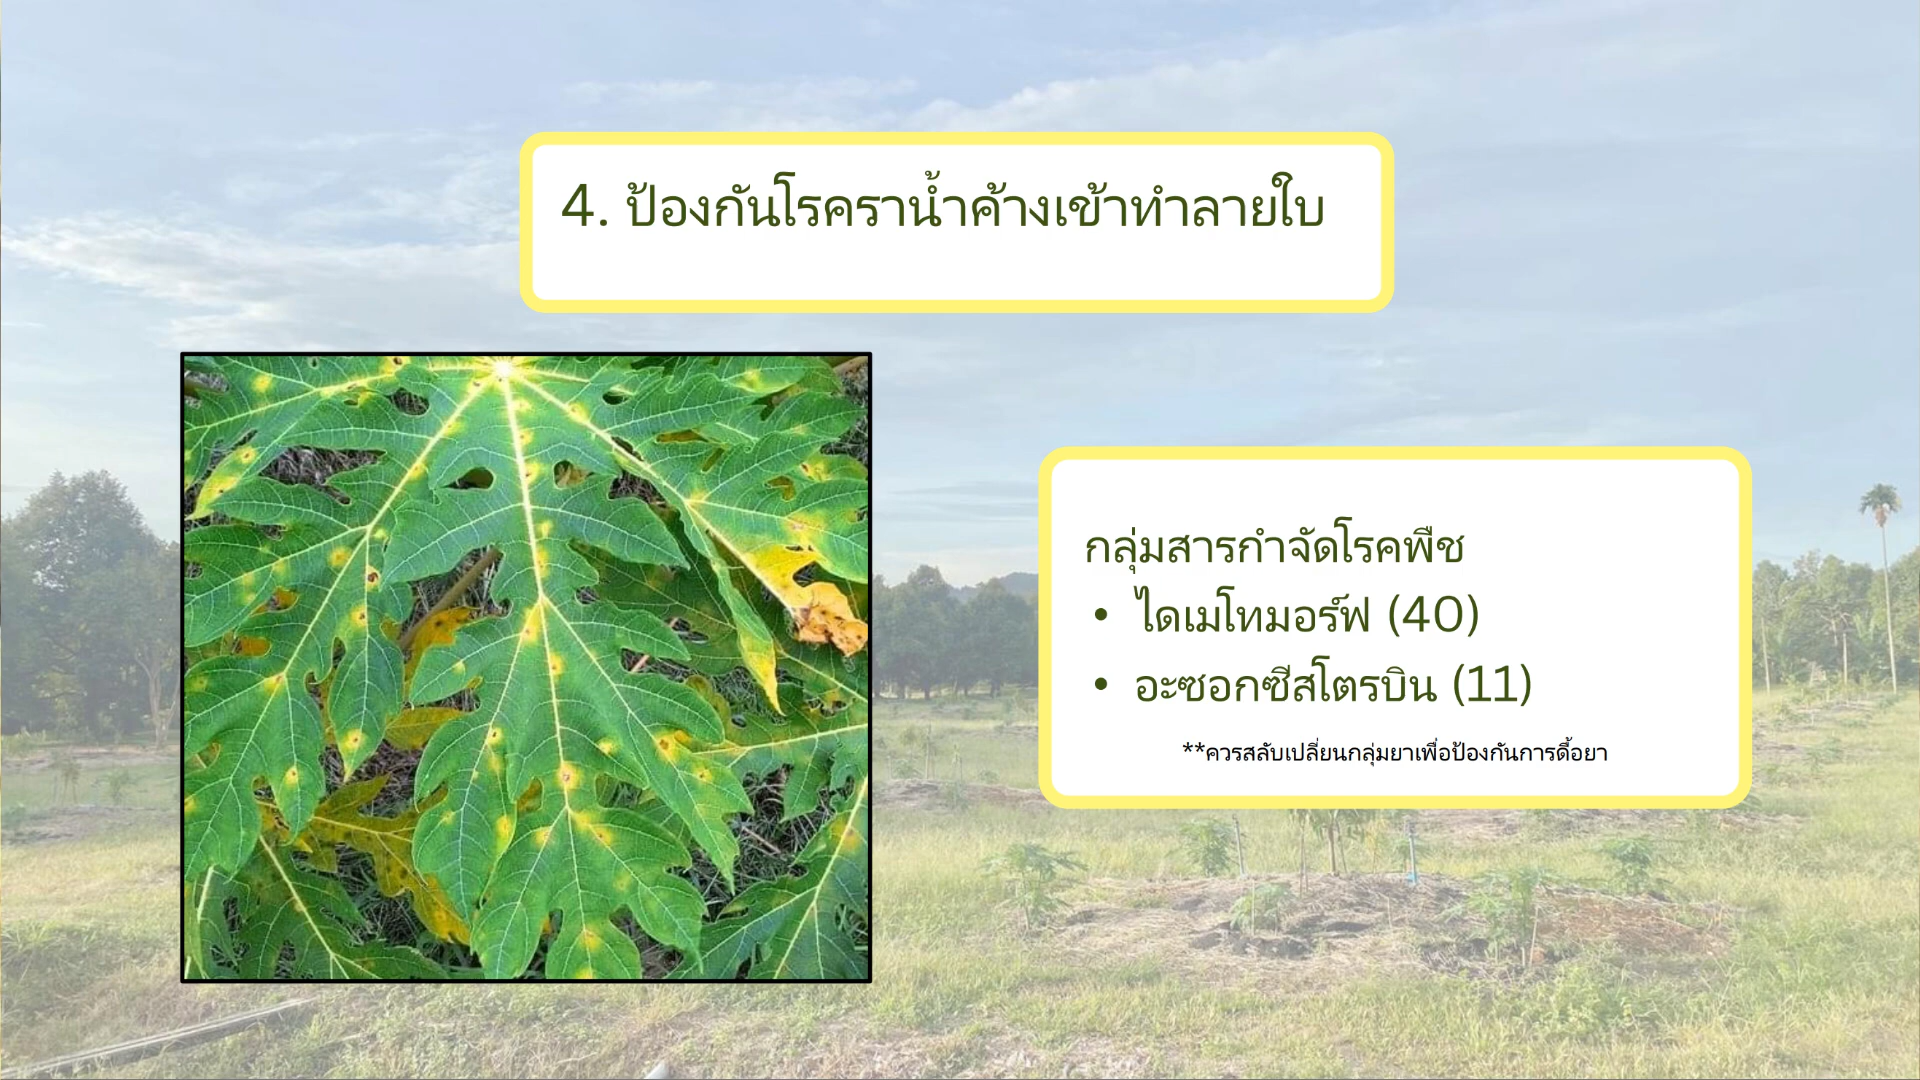 4. ป้องกันโรคราน้ำค้างเข้าทำลายใบ
กลุ่มสารกำจัดโรคพืช
• ไดเมโทมอร์ฟ (40)
• อะซอกซีสโตรบิน (11)
**ควรสลับเปลี่ยนกลุ่มยาเพื่อป้องกันการดื้อยา